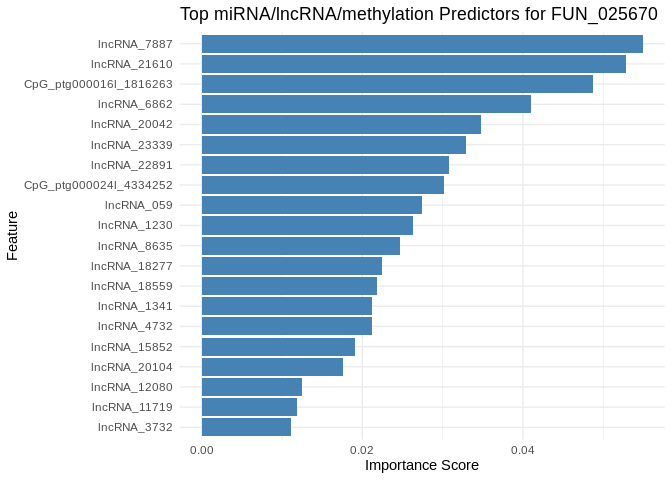 Top miRNA/lncRNA/methylation Predictors for FUN_025670
lncRNA_7887
lncRNA_21610
CpG_ptg000016l_1816263
lncRNA_6862
lncRNA_20042
lncRNA_23339
lncRNA_22891
CpG_ptg000024l_4334252
lncRNA_059
lncRNA_1230
lncRNA_8635
lncRNA_18277
lncRNA_18559
lncRNA_1341
lncRNA_4732
lncRNA_15852
lncRNA_20104
lncRNA_12080
lncRNA_11719
lncRNA_3732
Feature
0.00 0.02 0.04
Importance Score